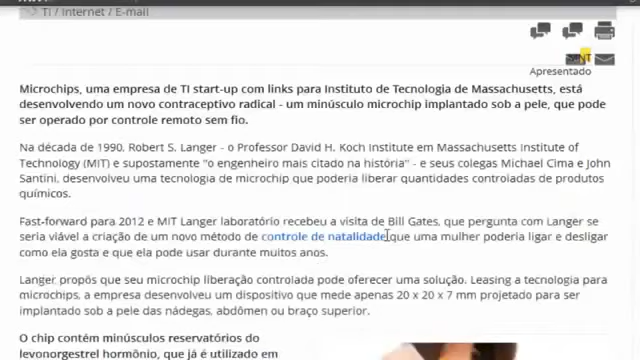 TI / Internet / E-mail
Apresentado
Microchips, uma empresa de TI start-up com links para Instituto de Tecnologia de Massachusetts, está
desenvolvendo um novo contraceptivo radical - um minúsculo microchip implantado sob a pele, que pode
ser operado por controle remoto sem fio.
Na década de 1990, Robert S. Langer - o Professor David H. Koch Institute em Massachusetts Institute of
Technology (MIT) e supostamente "o engenheiro mais citado na história" - e seus colegas Michael Cima e John
Santini, desenvolveu uma tecnologia de microchip que poderia liberar quantidades controladas de produtos
químicos.
Fast-forward para 2012 e MIT Langer laboratório recebeu a visita de Bill Gates, que pergunta com Langer se
seria viável a criação de um novo método de controle de natalidade que uma mulher poderia ligar e desligar
como ela gosta e que ela pode usar durante muitos anos.
Langer propôs que seu microchip liberação controlada pode oferecer uma solução. Leasing a tecnologia para
microchips, a empresa desenvolveu um dispositivo que mede apenas 20 x 20 x 7 mm projetado para ser
implantado sob a pele das nádegas, abdômen ou braço superior.
O chip contém minúsculos reservatórios do
levonorgestrel hormônio, que já é utilizado em